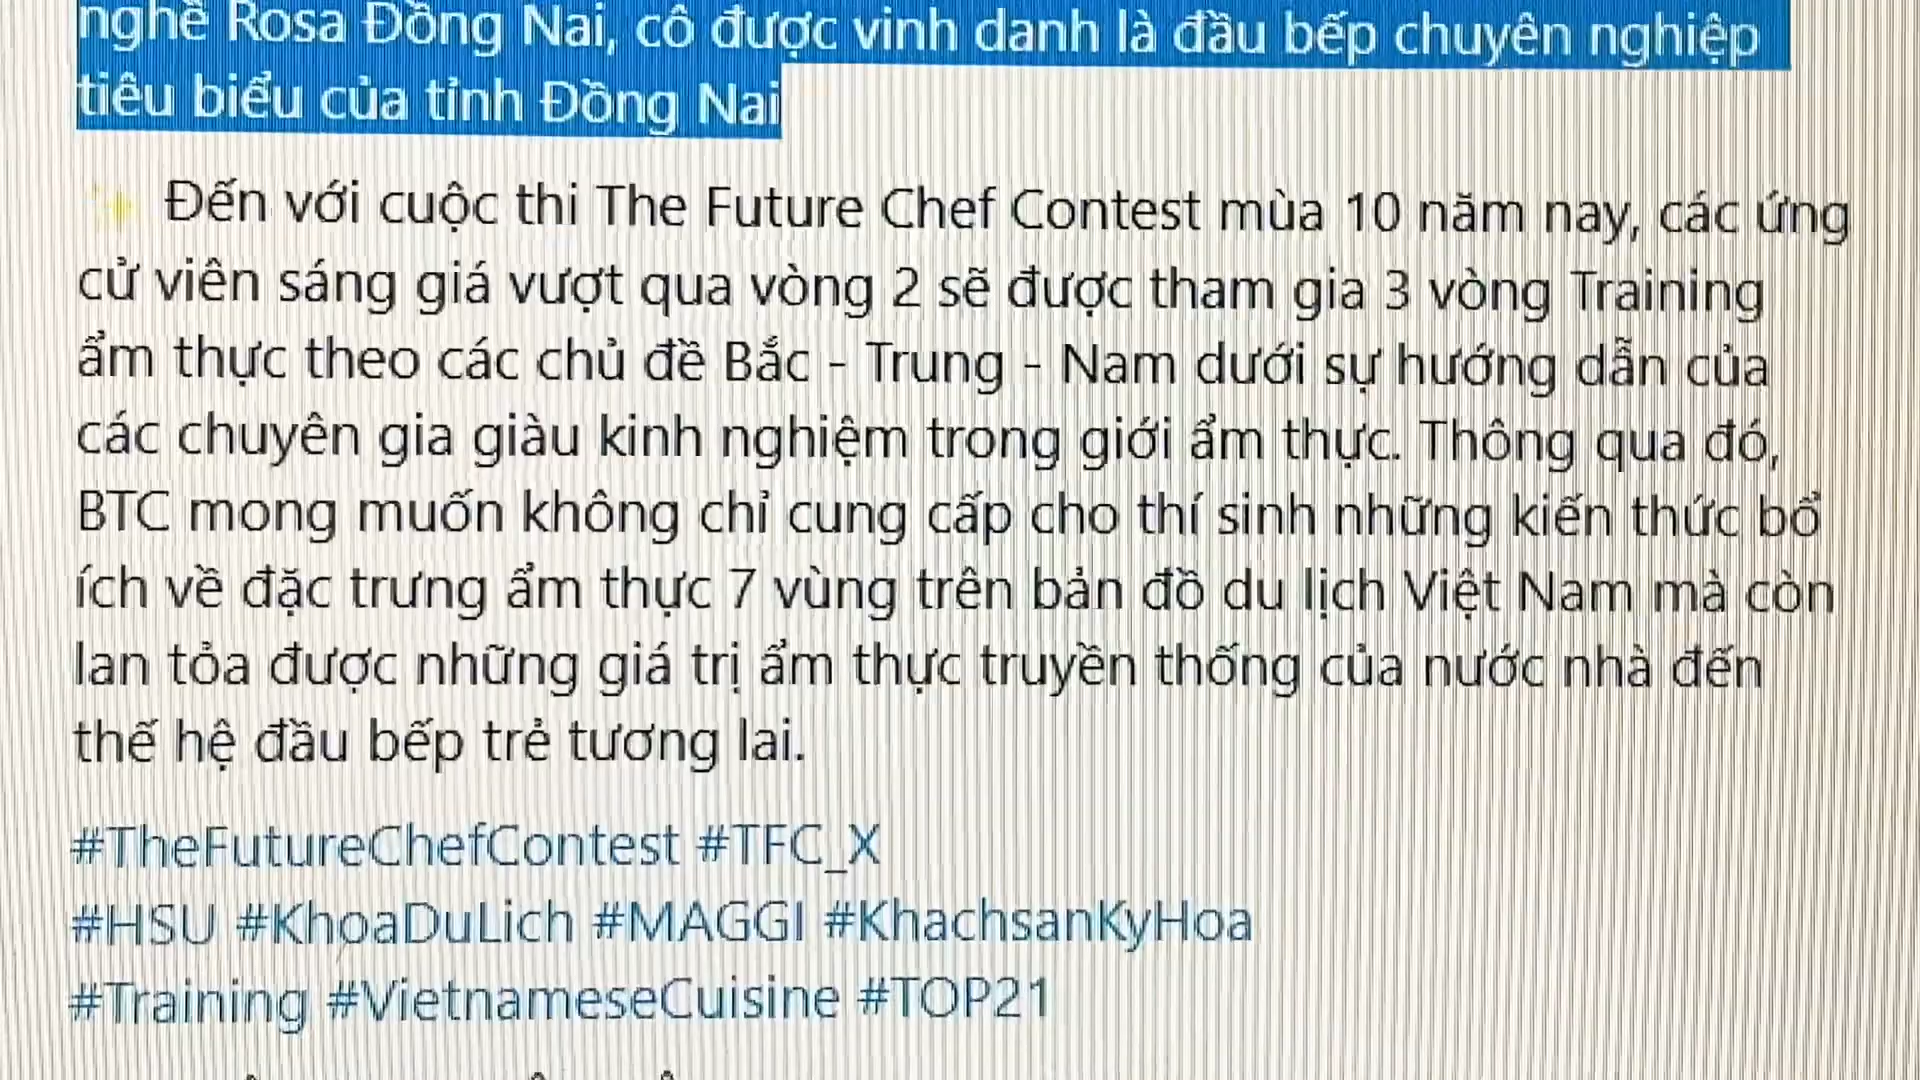 nghề Rosa Đồng Nai, cô được vinh danh là đầu bếp chuyên nghiệp
tiêu biểu của tỉnh Đồng Nai
Đến với cuộc thi The Future Chef Contest mùa 10 năm nay, các ứng
cử viên sáng giá vượt qua vòng 2 sẽ được tham gia 3 vòng Training
ẩm thực theo các chủ đề Bắc - Trung - Nam dưới sự hướng dẫn của
các chuyên gia giàu kinh nghiệm trong giới ẩm thực. Thông qua đó,
BTC mong muốn không chỉ cung cấp cho thí sinh những kiến thức bổ
ích về đặc trưng ẩm thực 7 vùng trên bản đồ du lịch Việt Nam mà còn
lan tỏa được những giá trị ẩm thực truyền thống của nước nhà đến
thế hệ đầu bếp trẻ tương lai.
#TheFutureChefContest #TFC_X
#HSU #KhoaDuLich #MAGGI #KhachsanKyHoa
#Training #VietnameseCuisine #TOP21